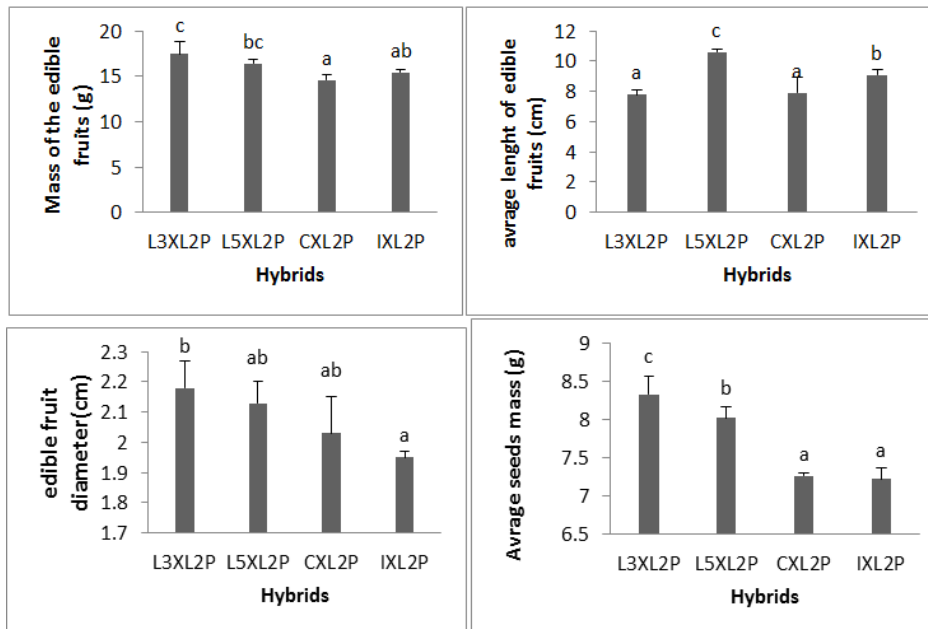 Mass of the edible
fruits (g)
20
15
10
5
0
c
bc
a
ab
L3XL2P L5XL2P CXL2P IXL2P
Hybrids
avrage lenght of edible
fruits (cm)
12
10
8
6
4
2
0
a
c
a
b
L3XL2P L5XL2P CXL2P IXL2P
Hybrids
edible fruit
diameter(cm)
2.3
2.2
2.1
2
1.9
1.8
1.7
b
ab
ab
a
L3XL2P L5XL2P CXL2P IXL2P
Hybrids
Avrage seeds mass (g)
9
8.5
8
7.5
7
6.5
c
b
a
a
L3XL2P L5XL2P CXL2P IXL2P
Hybrids